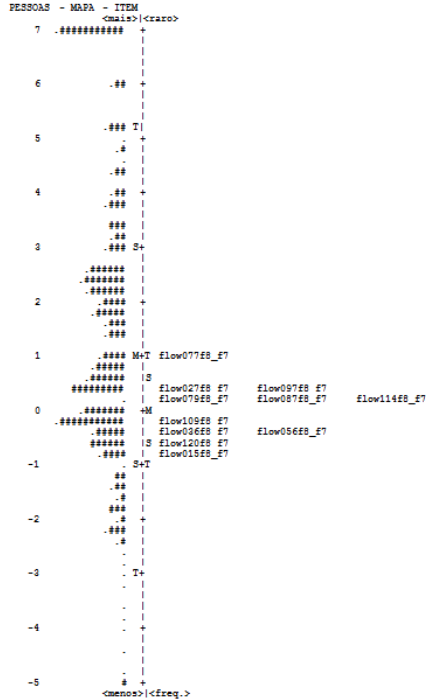 PESSOAS - MAPA - ITEM
<mais>|<raro>
7 .########### +
|
|
|
6 .## +
|
|
|
.### T|
5 . +
.# |
. |
.## |
4 .## +
.### |
|
### |
.## |
3 .### S+
|
.###### |
.####### |
.###### |
2 .#### +
.##### |
.### |
.### |
1 .#### M+T flow077f8_f7
.##### |
.###### |S
######### | flow027f8_f7 flow097f8_f7
. | flow079f8_f7 flow087f8_f7 flow114f8_f7
0 .####### +M
.########### | flow109f8_f7
.##### | flow036f8_f7 flow056f8_f7
###### |S flow120f8_f7
.#### | flow015f8_f7
-1 . S+T
## |
.## |
.# |
### |
-2 .# +
.### |
.# |
. |
. |
-3 . T+
. |
|
. |
. |
-4 . +
|
. |
|
. |
-5 # +
<menos>|<freq.>